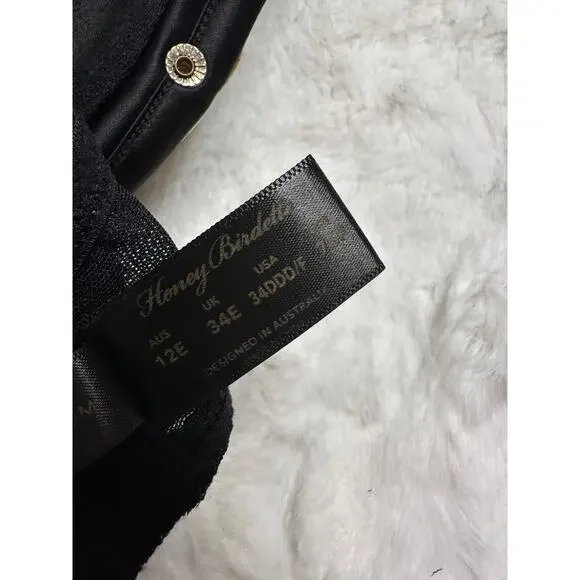 Honey Birdette
AUS UK USA
12E 34E 34DDD/F
DESIGNED IN AUSTRALIA
M